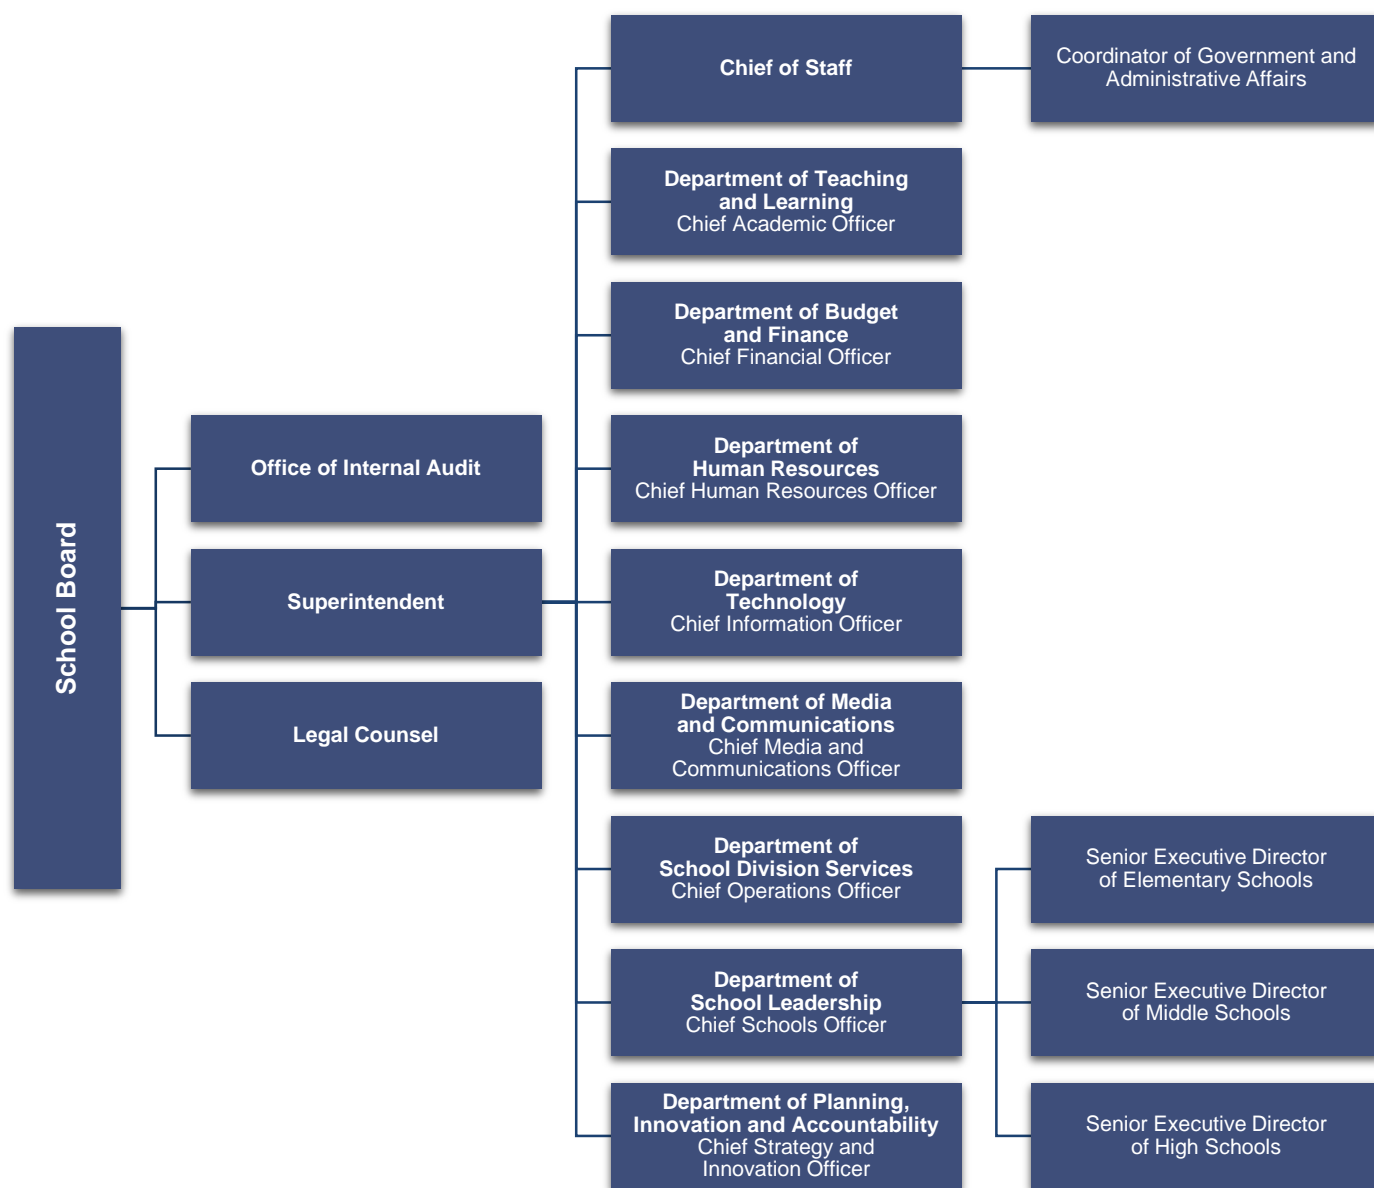 School Board
Office of Internal Audit
Superintendent
Legal Counsel
Chief of Staff
Coordinator of Government and
Administrative Affairs
Department of Teaching
and Learning
Chief Academic Officer
Department of Budget
and Finance
Chief Financial Officer
Department of
Human Resources
Chief Human Resources Officer
Department of
Technology
Chief Information Officer
Department of Media
and Communications
Chief Media and
Communications Officer
Department of
School Division Services
Chief Operations Officer
Department of
School Leadership
Chief Schools Officer
Senior Executive Director
of Elementary Schools
Senior Executive Director
of Middle Schools
Senior Executive Director
of High Schools
Department of Planning,
Innovation and Accountability
Chief Strategy and
Innovation Officer